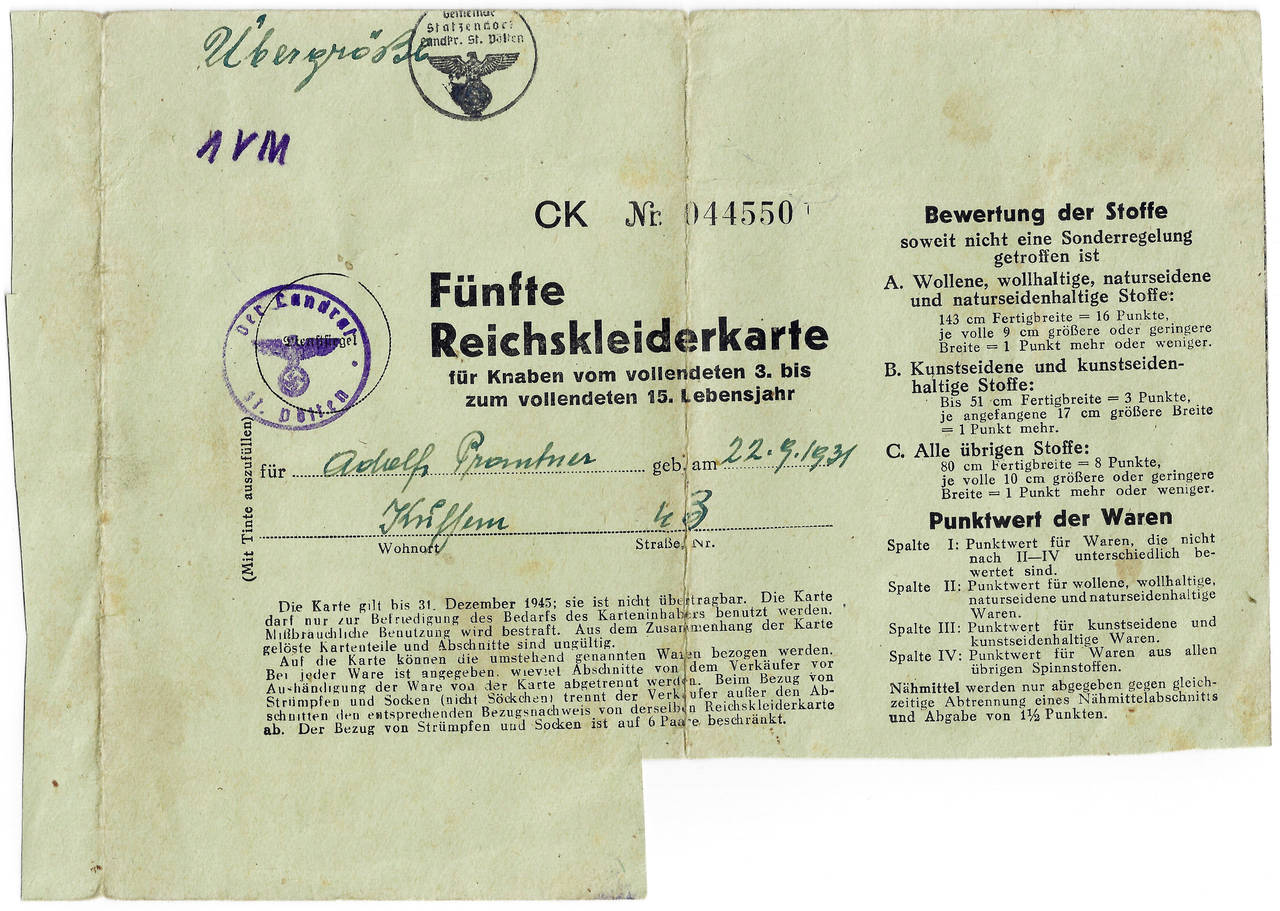 Übergröße
Gemeinde
Statzendorf
Landkr. St. Pölten
1 V M
CK Nr. 044550
Der Landrat
Dienstsiegel
St. Pölten
Fünfte
Reichskleiderkarte
für Knaben vom vollendeten 3. bis
zum vollendeten 15. Lebensjahr
(Mit Tinte auszufüllen)
für Adolf Prantner geb. am 22.9.1931
Kuffern 43
Wohnort Straße, Nr.
Die Karte gilt bis 31. Dezember 1945; sie ist nicht übertragbar. Die Karte
darf nur zur Befriedigung des Bedarfs des Karteninhabers benutzt werden.
Mißbräuchliche Benutzung wird bestraft. Aus dem Zusammenhang der Karte
gelöste Kartenteile und Abschnitte sind ungültig.
Auf die Karte können die umstehend genannten Waren bezogen werden.
Bei jeder Ware ist angegeben, wieviel Abschnitte von dem Verkäufer vor
Aushändigung der Ware von der Karte abgetrennt werden. Beim Bezug von
Strümpfen und Socken (nicht Söckchen) trennt der Verkäufer außer den Ab-
schnitten den entsprechenden Bezugsnachweis von derselben Reichskleiderkarte
ab. Der Bezug von Strümpfen und Socken ist auf 6 Paare beschränkt.
Bewertung der Stoffe
soweit nicht eine Sonderregelung
getroffen ist
A. Wollene, wollhaltige, naturseidene
und naturseidenhaltige Stoffe:
143 cm Fertigbreite = 16 Punkte,
je volle 9 cm größere oder geringere
Breite = 1 Punkt mehr oder weniger.
B. Kunstseidene und kunstseiden-
haltige Stoffe:
Bis 51 cm Fertigbreite = 3 Punkte,
je angefangene 17 cm größere Breite
= 1 Punkt mehr.
C. Alle übrigen Stoffe:
80 cm Fertigbreite = 8 Punkte,
je volle 10 cm größere oder geringere
Breite = 1 Punkt mehr oder weniger.
Punktwert der Waren
Spalte I: Punktwert für Waren, die nicht
nach II—IV unterschiedlich be-
wertet sind.
Spalte II: Punktwert für wollene, wollhaltige,
naturseidene und naturseidenhaltige
Waren.
Spalte III: Punktwert für kunstseidene und
kunstseidenhaltige Waren.
Spalte IV: Punktwert für Waren aus allen
übrigen Spinnstoffen.
Nähmittel werden nur abgegeben gegen gleich-
zeitige Abtrennung eines Nähmittelabschnitts
und Abgabe von 1½ Punkten.